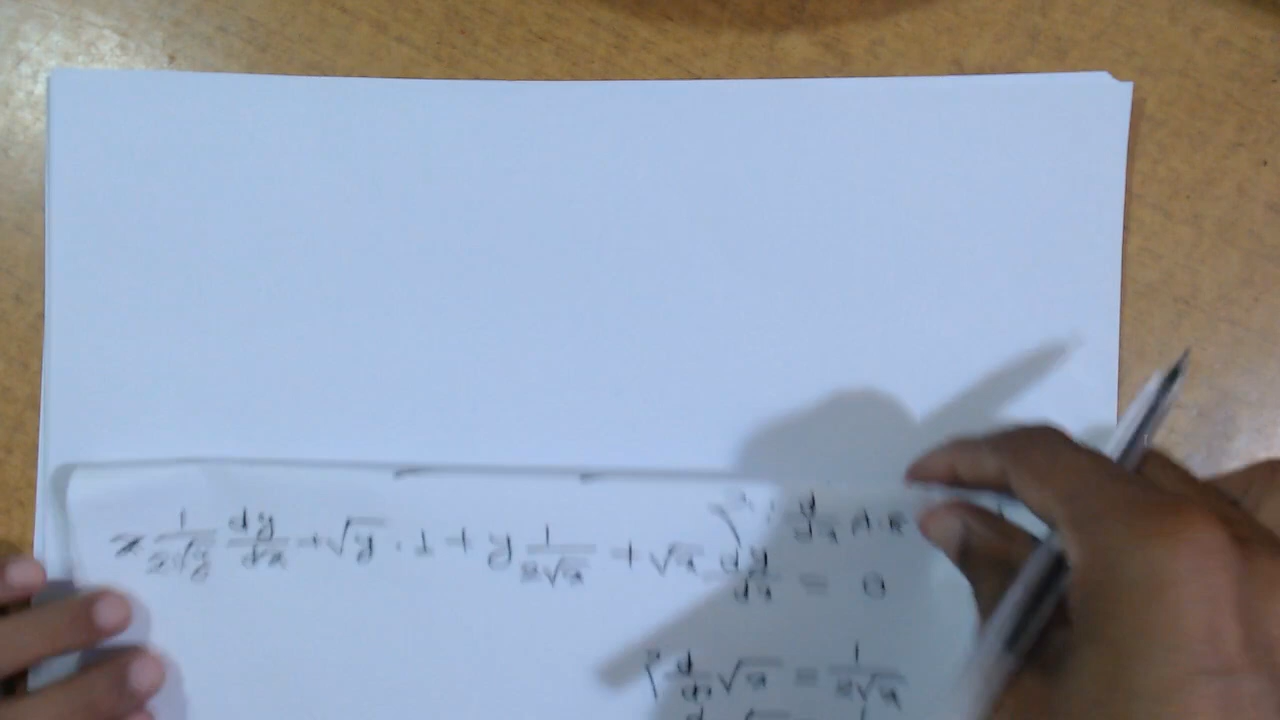 x 1/(2√y) dy/dx + √y · 1 + y 1/(2√x) + √x dy/dx = 0
d/dx √x = 1/(2√x)